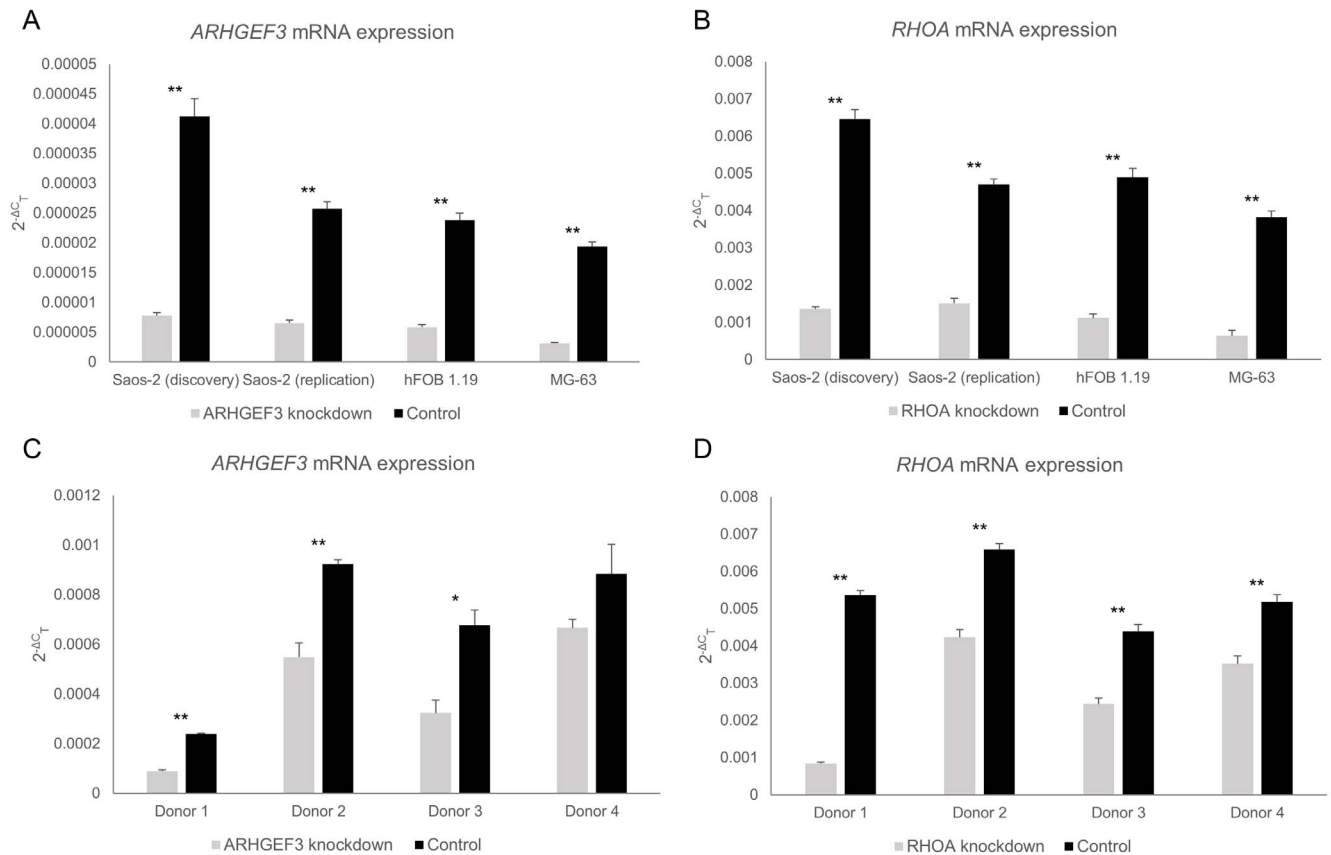 A
ARHGEF3 mRNA expression
0.00005
0.000045
0.00004
0.000035
0.00003
0.000025
0.00002
0.000015
0.00001
0.000005
0
2^-ΔC_T
**
**
**
**
Saos-2 (discovery) Saos-2 (replication) hFOB 1.19 MG-63
ARHGEF3 knockdown Control
B
RHOA mRNA expression
0.008
0.007
0.006
0.005
0.004
0.003
0.002
0.001
0
2^-ΔC_T
**
**
**
**
Saos-2 (discovery) Saos-2 (replication) hFOB 1.19 MG-63
RHOA knockdown Control
C
ARHGEF3 mRNA expression
0.0012
0.001
0.0008
0.0006
0.0004
0.0002
0
2^-ΔC_T
**
**
*
Donor 1 Donor 2 Donor 3 Donor 4
ARHGEF3 knockdown Control
D
RHOA mRNA expression
0.008
0.007
0.006
0.005
0.004
0.003
0.002
0.001
0
2^-ΔC_T
**
**
**
**
Donor 1 Donor 2 Donor 3 Donor 4
RHOA knockdown Control